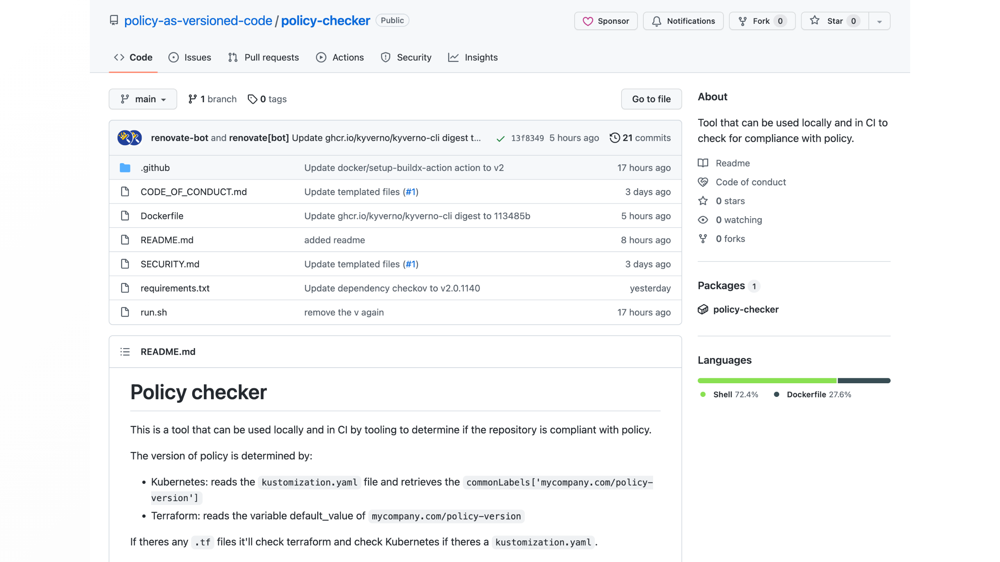 policy-as-versioned-code / policy-checker Public
Sponsor Notifications Fork 0 Star 0
Code Issues Pull requests Actions Security Insights
main 1 branch 0 tags Go to file
renovate-bot and renovate[bot] Update ghcr.io/kyverno/kyverno-cli digest t... 13f8349 5 hours ago 21 commits
.github Update docker/setup-buildx-action action to v2 17 hours ago
CODE_OF_CONDUCT.md Update templated files (#1) 3 days ago
Dockerfile Update ghcr.io/kyverno/kyverno-cli digest to 113485b 5 hours ago
README.md added readme 8 hours ago
SECURITY.md Update templated files (#1) 3 days ago
requirements.txt Update dependency checkov to v2.0.1140 yesterday
run.sh remove the v again 17 hours ago
README.md
Policy checker
This is a tool that can be used locally and in CI by tooling to determine if the repository is compliant with policy.
The version of policy is determined by:
• Kubernetes: reads the kustomization.yaml file and retrieves the commonLabels['mycompany.com/policy-
version']
• Terraform: reads the variable default_value of mycompany.com/policy-version
If theres any .tf files it'll check terraform and check Kubernetes if theres a kustomization.yaml.
About
Tool that can be used locally and in CI to
check for compliance with policy.
Readme
Code of conduct
0 stars
0 watching
0 forks
Packages 1
policy-checker
Languages
Shell 72.4% Dockerfile 27.6%